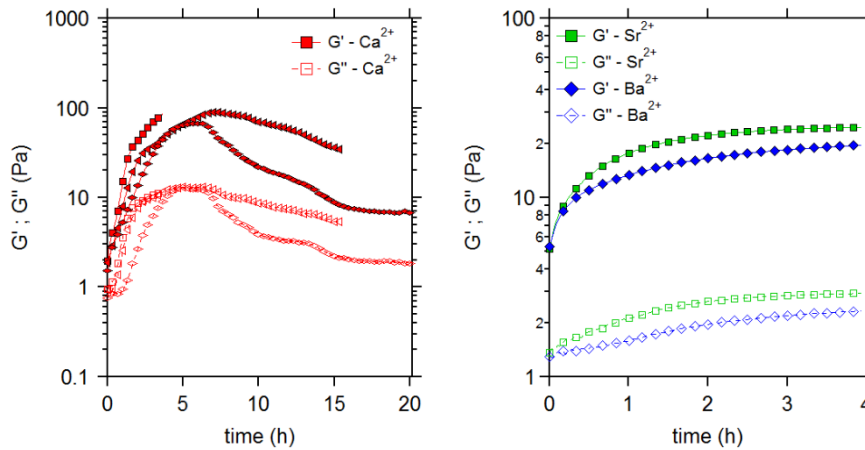 1000
100
10
1
0.1
G' ; G" (Pa)
0
5
10
15
20
time (h)
G' - Ca²⁺
G" - Ca²⁺
100
8
6
4
2
10
8
6
4
2
1
G' ; G" (Pa)
0
1
2
3
4
time (h)
G' - Sr²⁺
G" - Sr²⁺
G' - Ba²⁺
G" - Ba²⁺